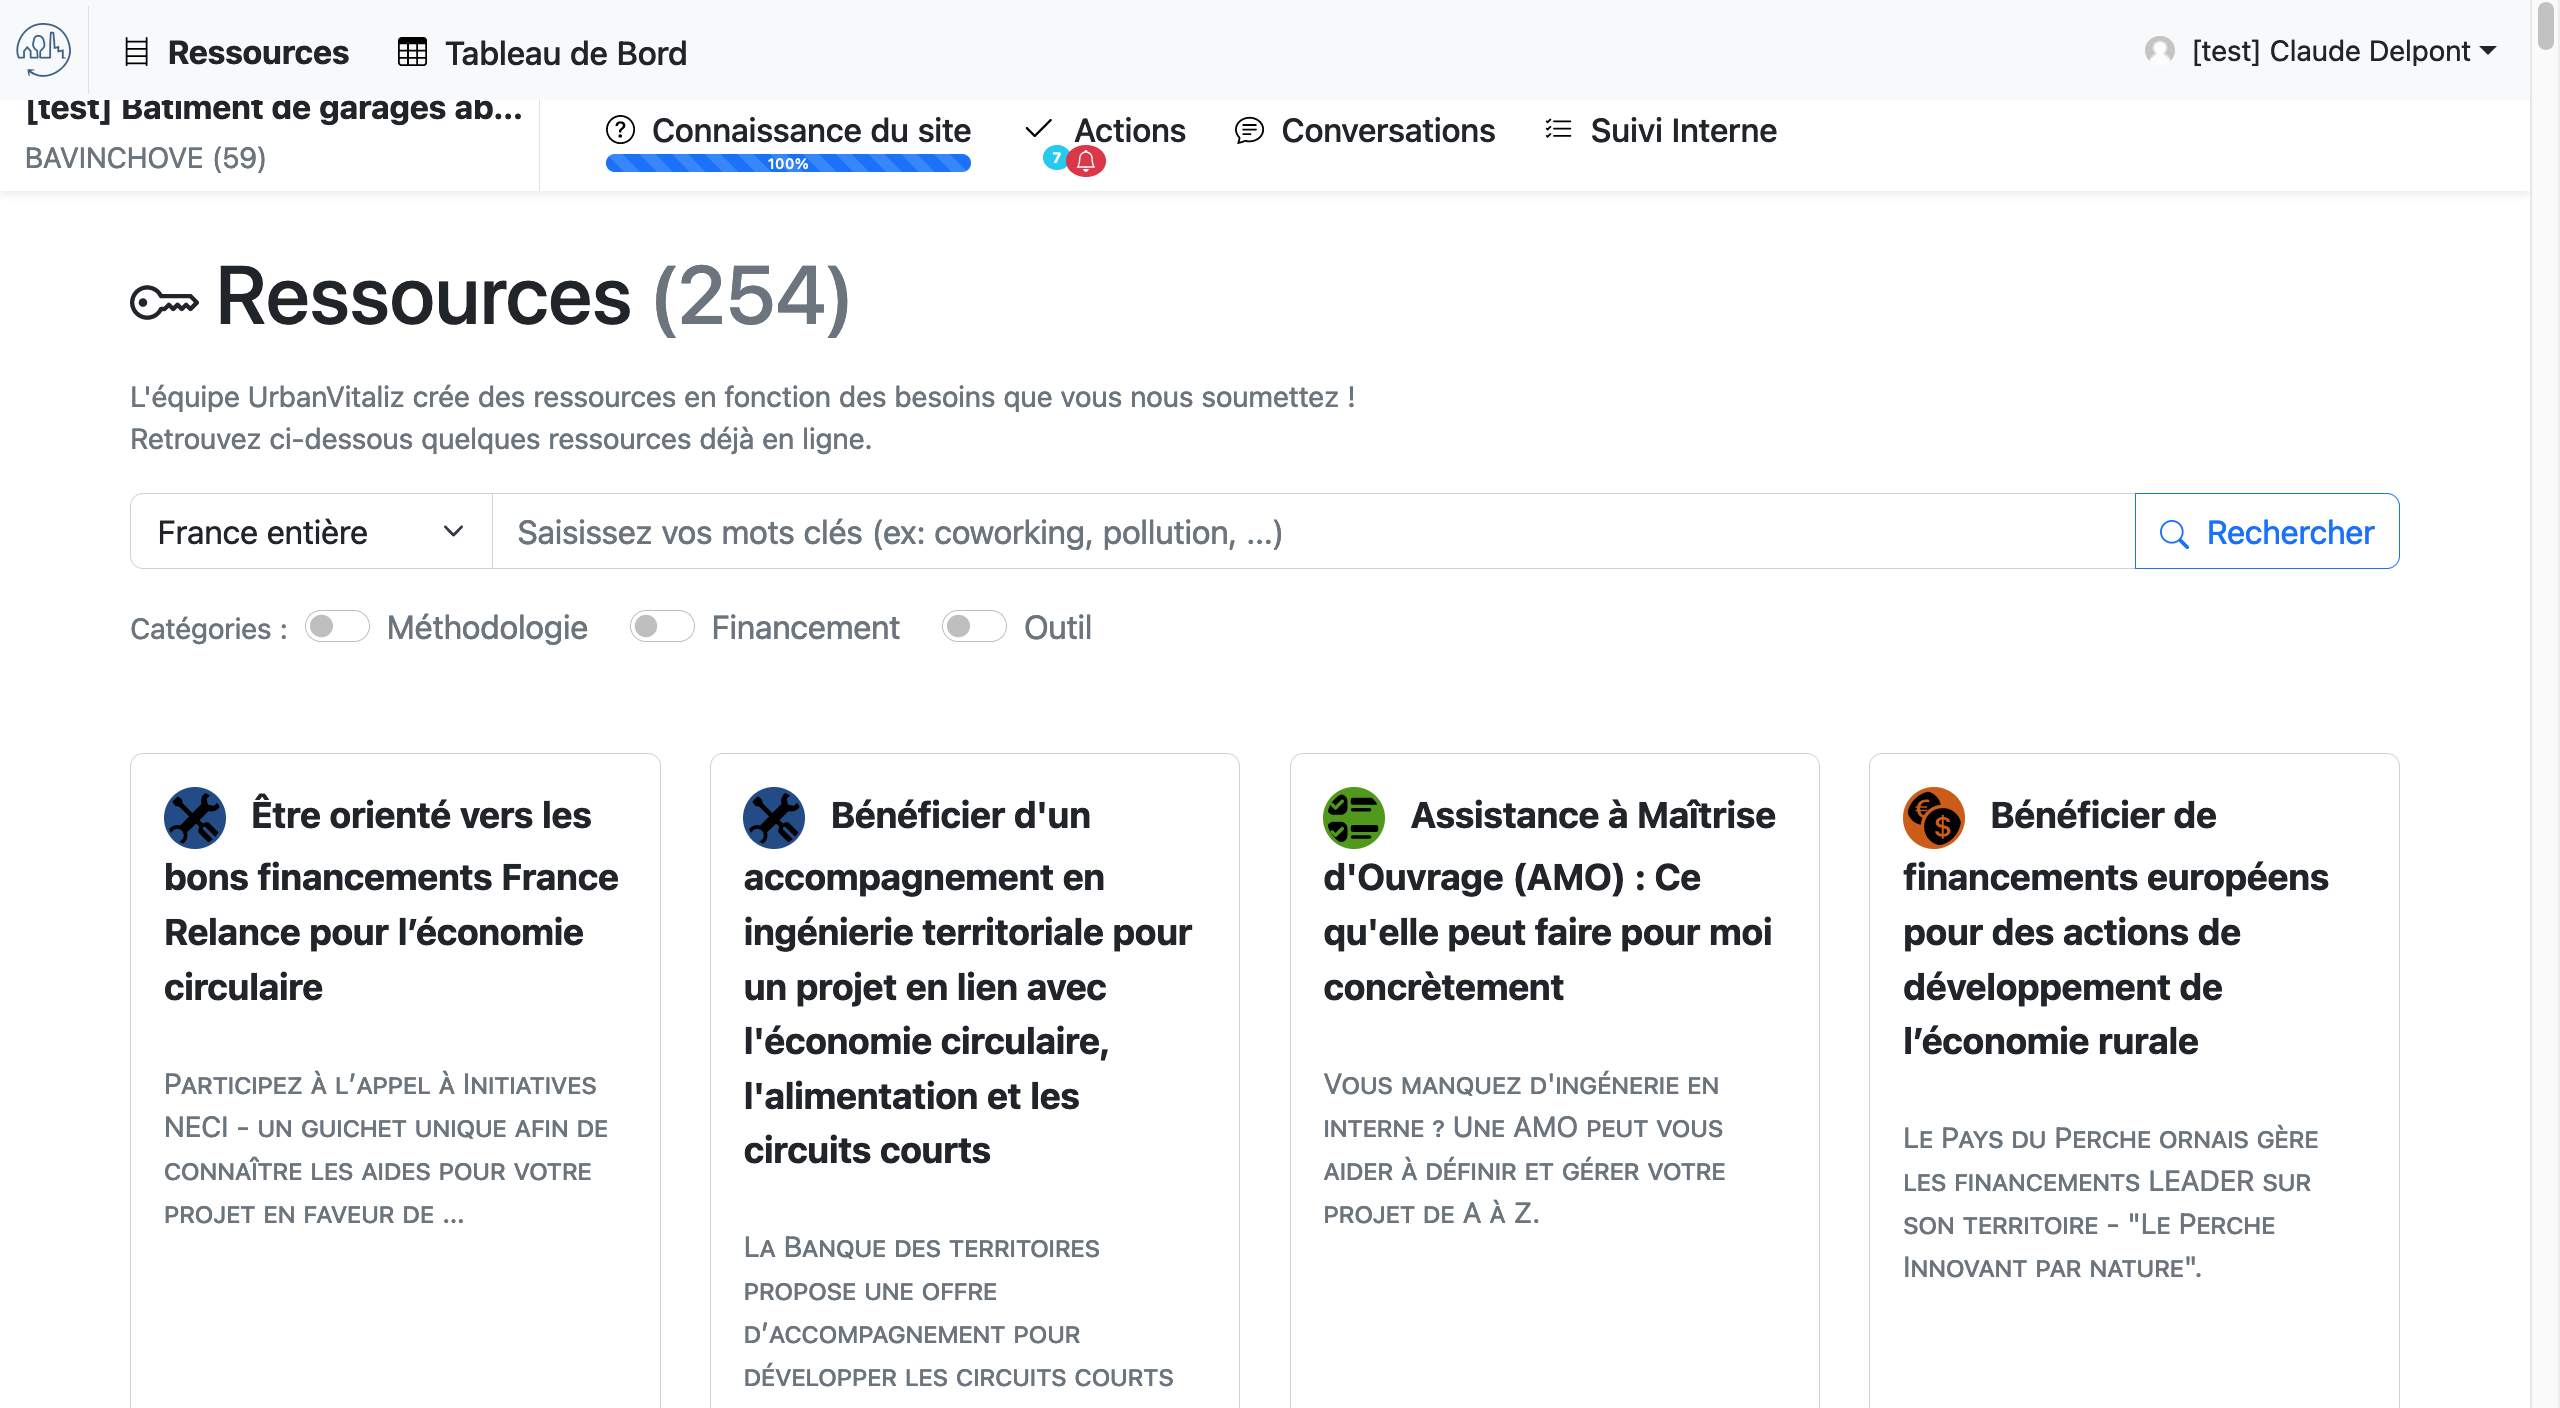 Ressources
Tableau de Bord
[test] Claude Delpont
[test] Bâtiment de garages ab...
BAVINCHOVE (59)
Connaissance du site
100%
Actions
7
Conversations
Suivi Interne
Ressources (254)
L'équipe UrbanVitaliz crée des ressources en fonction des besoins que vous nous soumettez !
Retrouvez ci-dessous quelques ressources déjà en ligne.
France entière
Saisissez vos mots clés (ex: coworking, pollution, ...)
Rechercher
Catégories :
Méthodologie
Financement
Outil
Être orienté vers les
bons financements France
Relance pour l’économie
circulaire
Participez à l’appel à Initiatives
NECI - un guichet unique afin de
connaître les aides pour votre
projet en faveur de ...
Bénéficier d'un
accompagnement en
ingénierie territoriale pour
un projet en lien avec
l'économie circulaire,
l'alimentation et les
circuits courts
La Banque des territoires
propose une offre
d’accompagnement pour
développer les circuits courts
Assistance à Maîtrise
d'Ouvrage (AMO) : Ce
qu'elle peut faire pour moi
concrètement
Vous manquez d'ingénerie en
interne ? Une AMO peut vous
aider à définir et gérer votre
projet de A à Z.
Bénéficier de
financements européens
pour des actions de
développement de
l’économie rurale
Le Pays du Perche ornais gère
les financements LEADER sur
son territoire - "Le Perche
Innovant par nature".